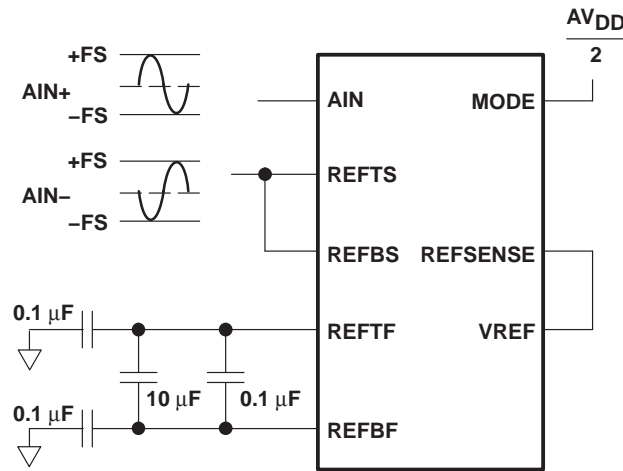 AVDD
2
+FS
AIN+
−FS
+FS
AIN−
−FS
AIN
MODE
REFTS
REFBS
REFSENSE
0.1 μF
REFTF
VREF
10 μF
0.1 μF
0.1 μF
REFBF